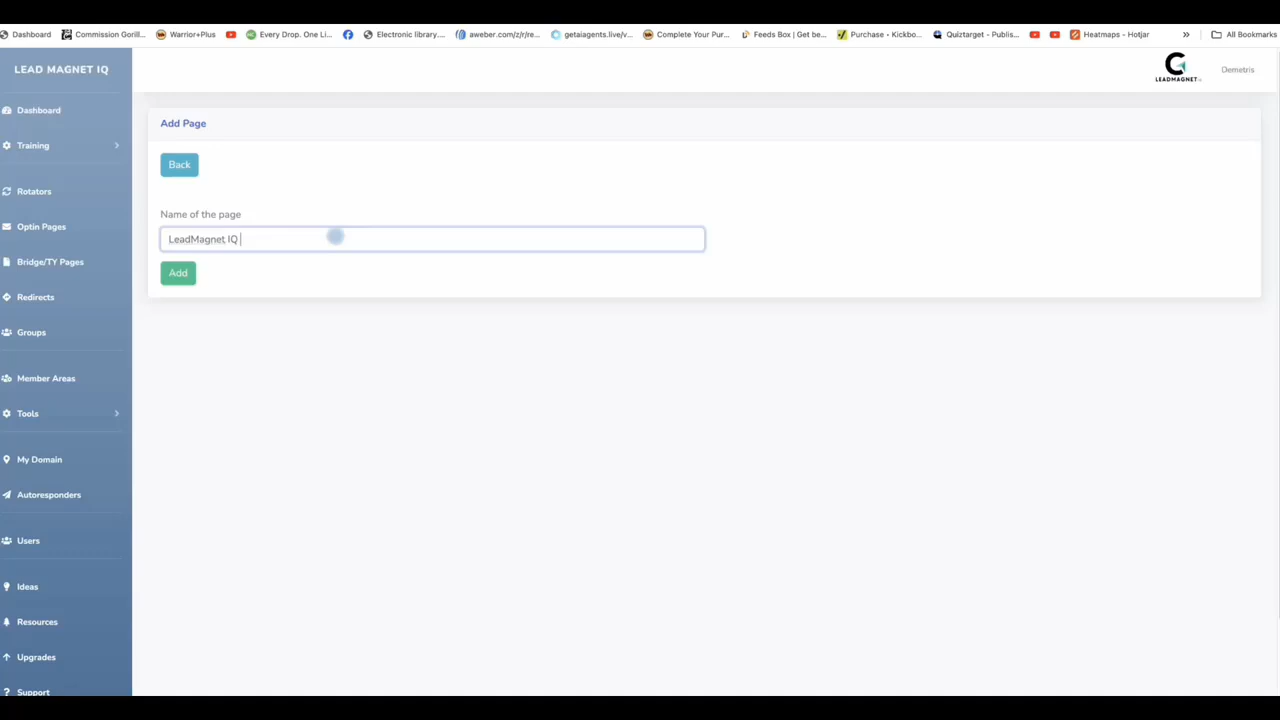 Dashboard Commission Gorill... Warrior+Plus Every Drop. One Li... Electronic library.... aweber.com/z/r/re... getaiagents.live/v... Complete Your Pur... Feeds Box | Get be... Purchase • Kickbo... Quiztarget - Publis... Heatmaps - Hotjar » All Bookmarks
LEAD MAGNET IQ
LEADMAGNET
Demetris
Dashboard
Training
Rotators
Optin Pages
Bridge/TY Pages
Redirects
Groups
Member Areas
Tools
My Domain
Autoresponders
Users
Ideas
Resources
Upgrades
Support
Add Page
Back
Name of the page
LeadMagnet IQ
Add